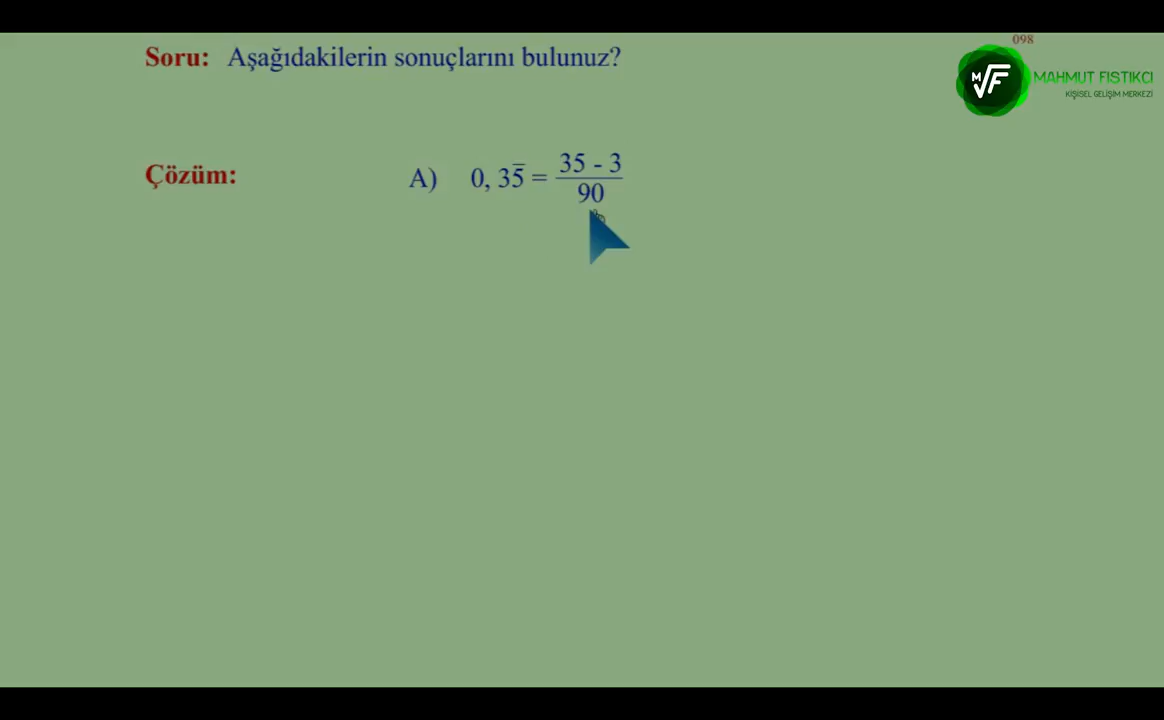 098
Soru: Aşağıdakilerin sonuçlarını bulunuz?
MAHMUT FISTIKCI
KİŞİSEL GELİŞİM MERKEZİ
Çözüm: A) 0, 35̅ = (35 - 3)/90